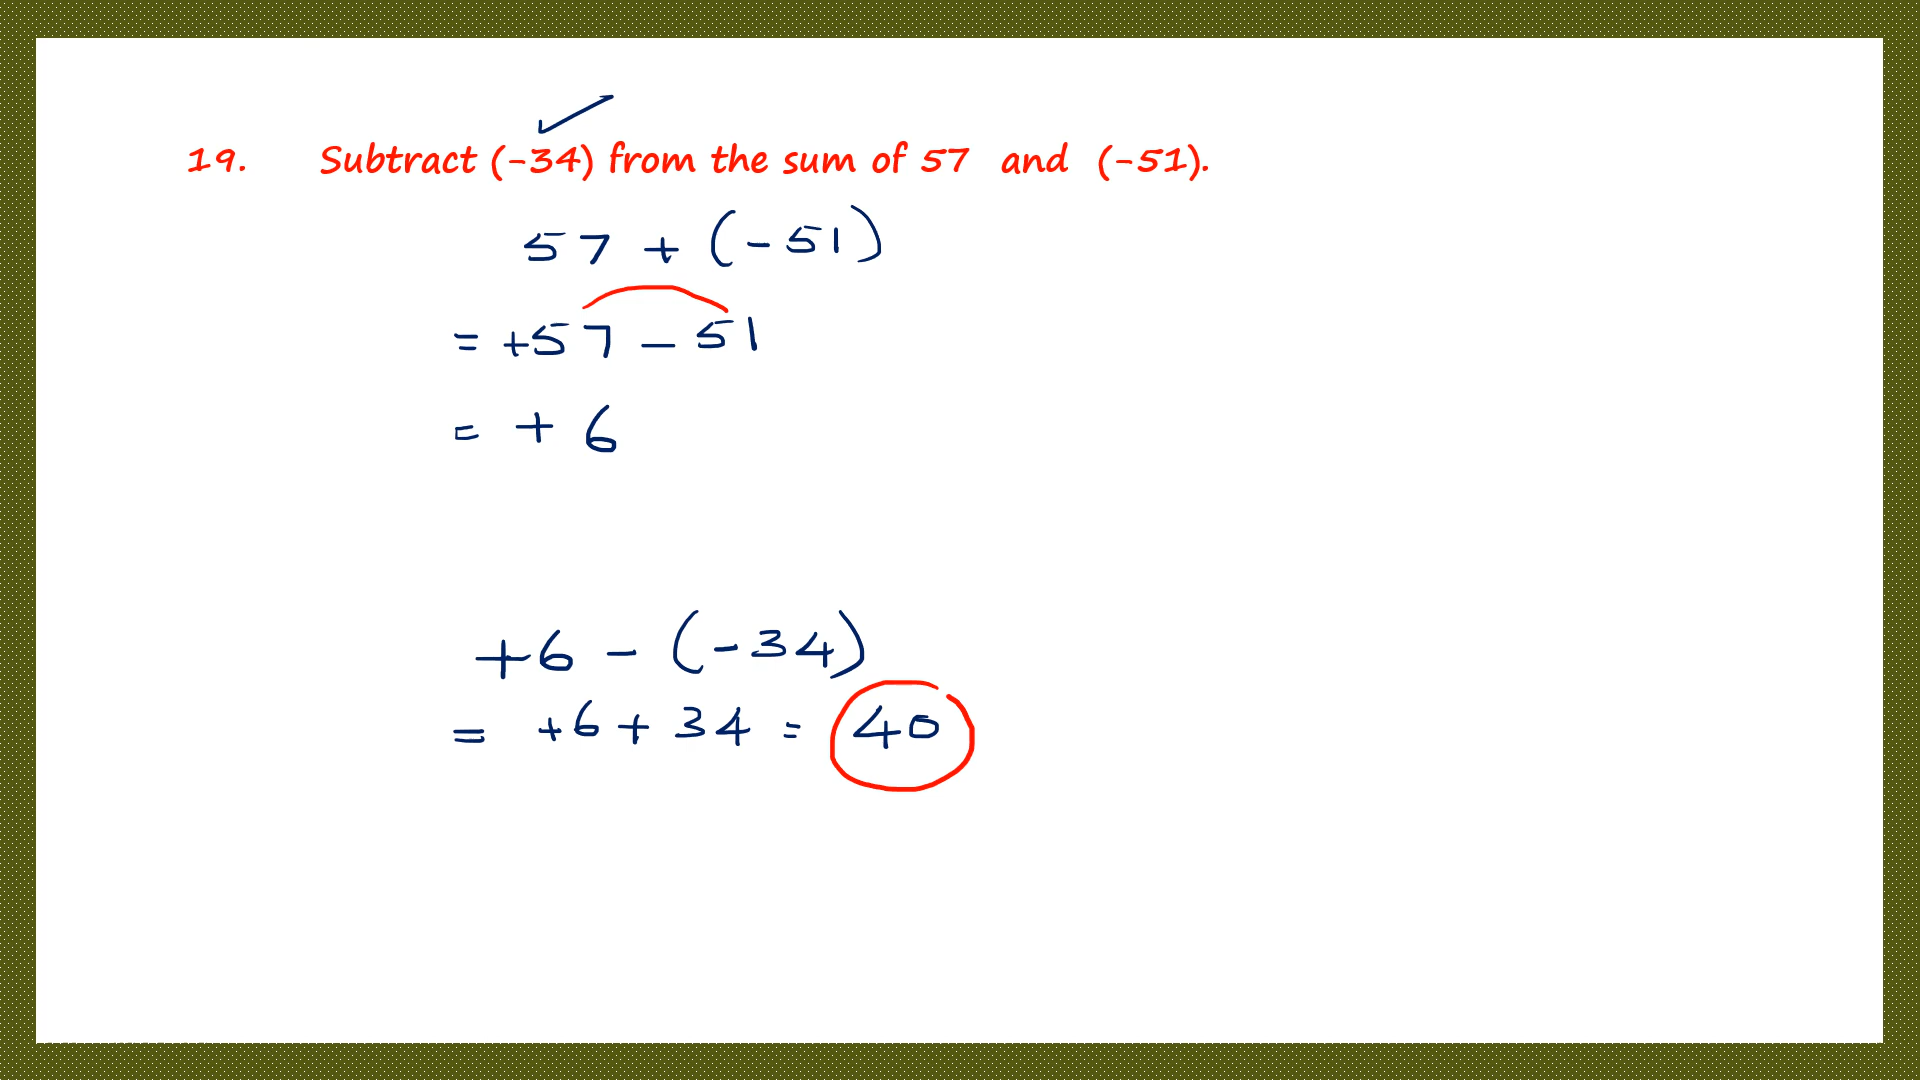 19. Subtract (-34) from the sum of 57 and (-51).
57 + (-51)
= +57 - 51
= + 6
+6 - (-34)
= +6 + 34 = 40